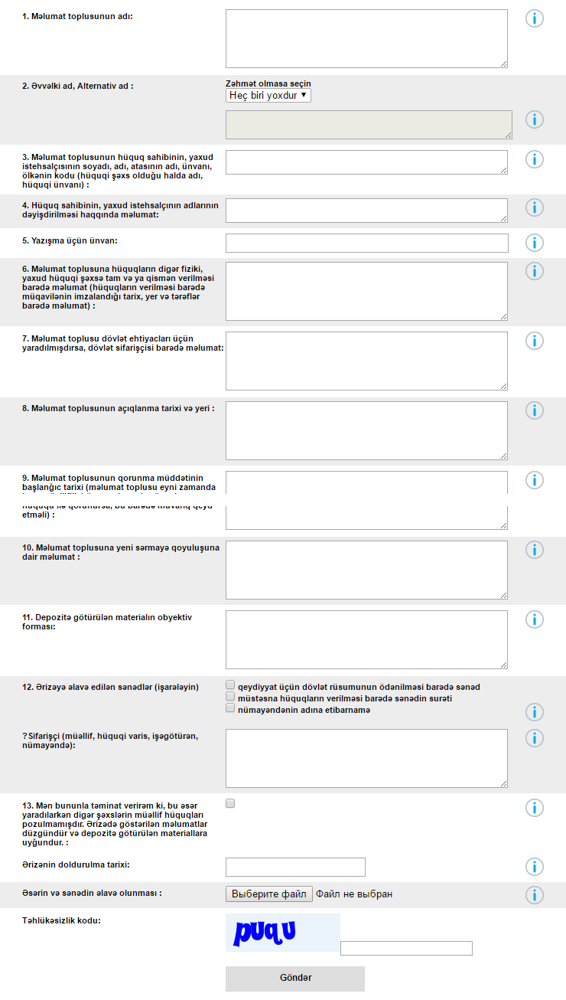 1. Məlumat toplusunun adı:
2. Əvvəlki ad, Alternativ ad :
Zəhmət olmasa seçin
Heç biri yoxdur
3. Məlumat toplusunun hüquq sahibinin, yaxud
istehsalçısının soyadı, adı, atasının adı, ünvanı,
ölkənin kodu (hüquqi şəxs olduğu halda adı,
hüquqi ünvanı) :
4. Hüquq sahibinin, yaxud istehsalçının adlarının
dəyişdirilməsi haqqında məlumat:
5. Yazışma üçün ünvan:
6. Məlumat toplusuna hüquqların digər fiziki,
yaxud hüquqi şəxsə tam və ya qismən verilməsi
barədə məlumat (hüquqların verilməsi barədə
müqavilənin imzalandığı tarix, yer və tərəflər
barədə məlumat) :
7. Məlumat toplusu dövlət ehtiyacları üçün
yaradılmışdırsa, dövlət sifarişçisi barədə məlumat:
8. Məlumat toplusunun açıqlanma tarixi və yeri :
9. Məlumat toplusunun qorunma müddətinin
başlanğıc tarixi (məlumat toplusu eyni zamanda
hüququ ilə qorunursa, bu barədə müvafiq qeyd
etməli) :
10. Məlumat toplusuna yeni sərmayə qoyuluşuna
dair məlumat :
11. Depozitə götürülən materialın obyektiv
forması:
12. Ərizəyə əlavə edilən sənədlər (işarələyin)
qeydiyyat üçün dövlət rüsumunun ödənilməsi barədə sənəd
müstəsna hüquqların verilməsi barədə sənədin surəti
nümayəndənin adına etibarnamə
?Sifarişçi (müəllif, hüquqi varis, işəgötürən,
nümayəndə):
13. Mən bununla təminat verirəm ki, bu əsər
yaradılarkən digər şəxslərin müəllif hüquqları
pozulmamışdır. Ərizədə göstərilən məlumatlar
düzgündür və depozitə götürülən materiallara
uyğundur. :
Ərizənin doldurulma tarixi:
Əsərin və sənədin əlavə olunması :
Выберите файл Файл не выбран
Təhlükəsizlik kodu:
puqu
Göndər